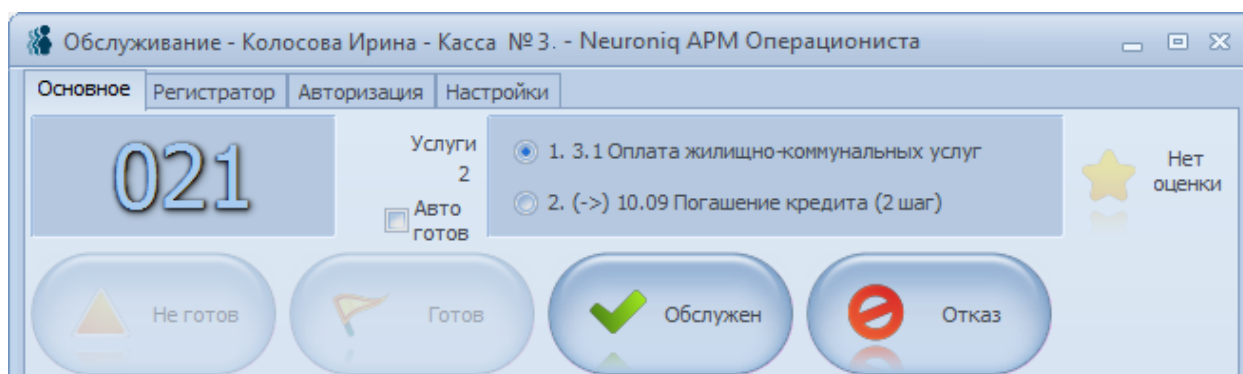 Обслуживание - Колосова Ирина - Касса № 3. - Neuroniq АРМ Операциониста
Основное Регистратор Авторизация Настройки
021
Услуги
2
Авто
готов
1. 3.1 Оплата жилищно-коммунальных услуг
2. (->) 10.09 Погашение кредита (2 шаг)
Нет
оценки
Не готов Готов Обслужен Отказ